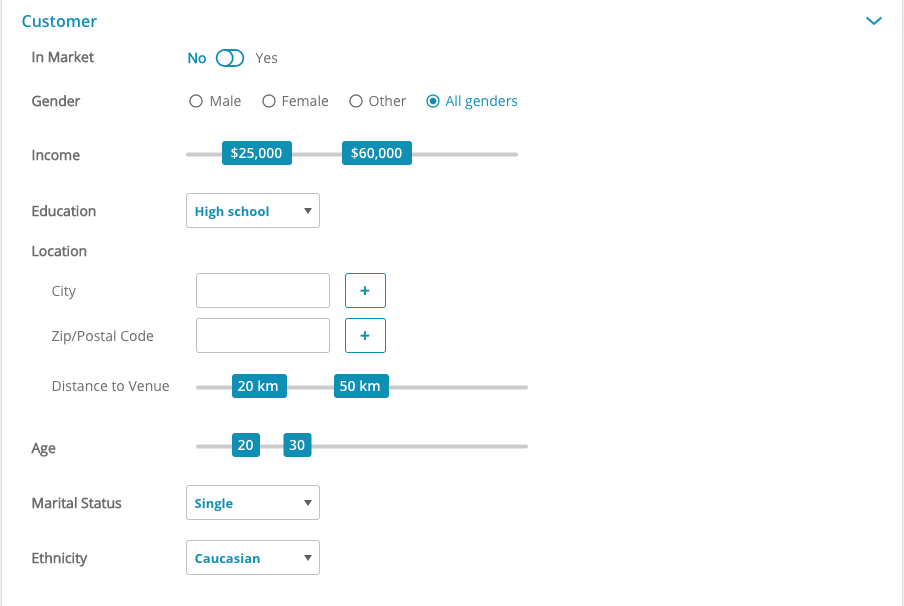 Customer
In Market No Yes
Gender Male Female Other All genders
Income $25,000 $60,000
Education High school
Location
City +
Zip/Postal Code +
Distance to Venue 20 km 50 km
Age 20 30
Marital Status Single
Ethnicity Caucasian